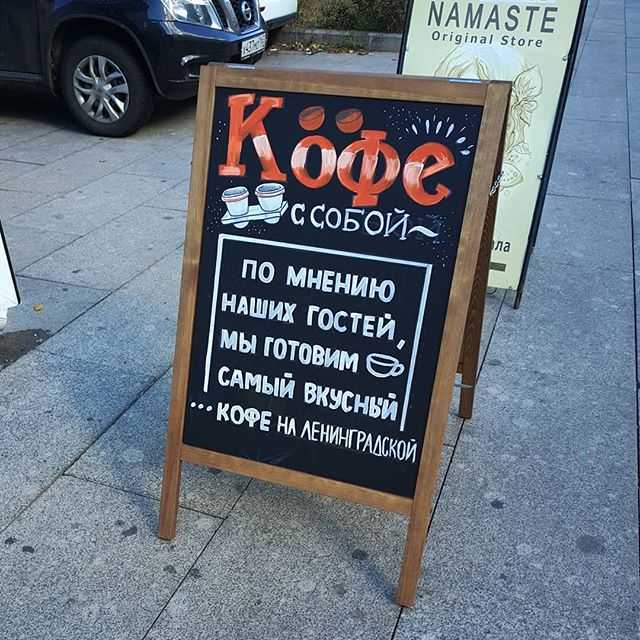 Кофе
с собой~
По мнению
наших гостей,
мы готовим
самый вкусный
...кофе на Ленинградской
NAMASTE
Original Store